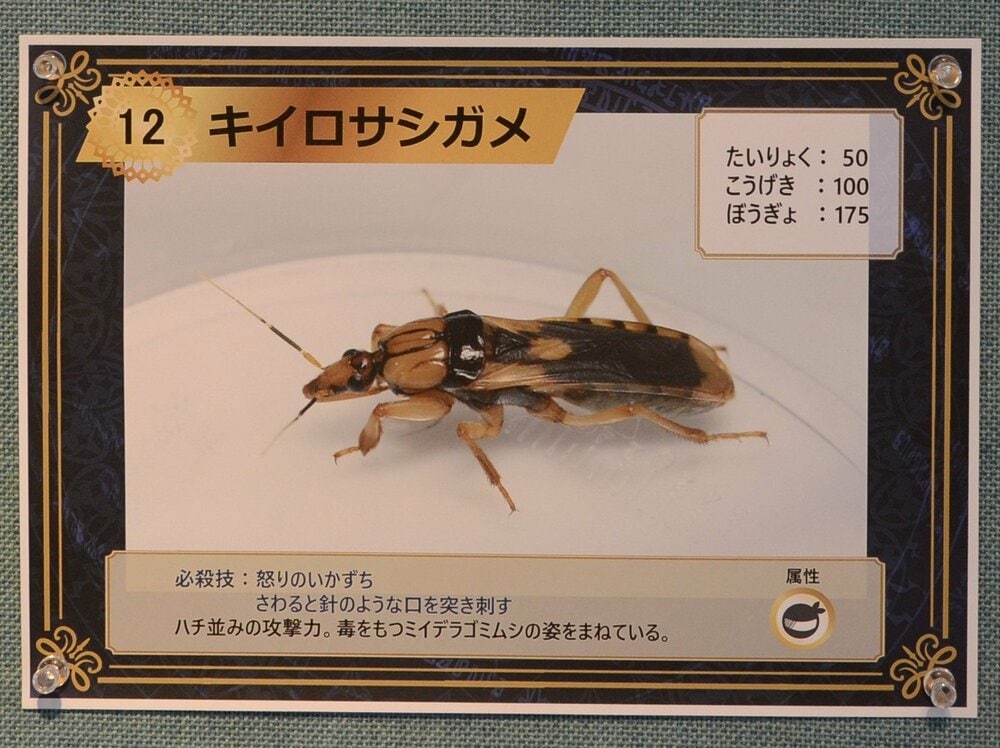 12 キイロサシガメ
たいりょく： 50
こうげき ：100
ぼうぎょ ：175
必殺技：怒りのいかずち
さわると針のような口を突き刺す
ハチ並みの攻撃力。毒をもつミイデラゴミムシの姿をまねている。
属性